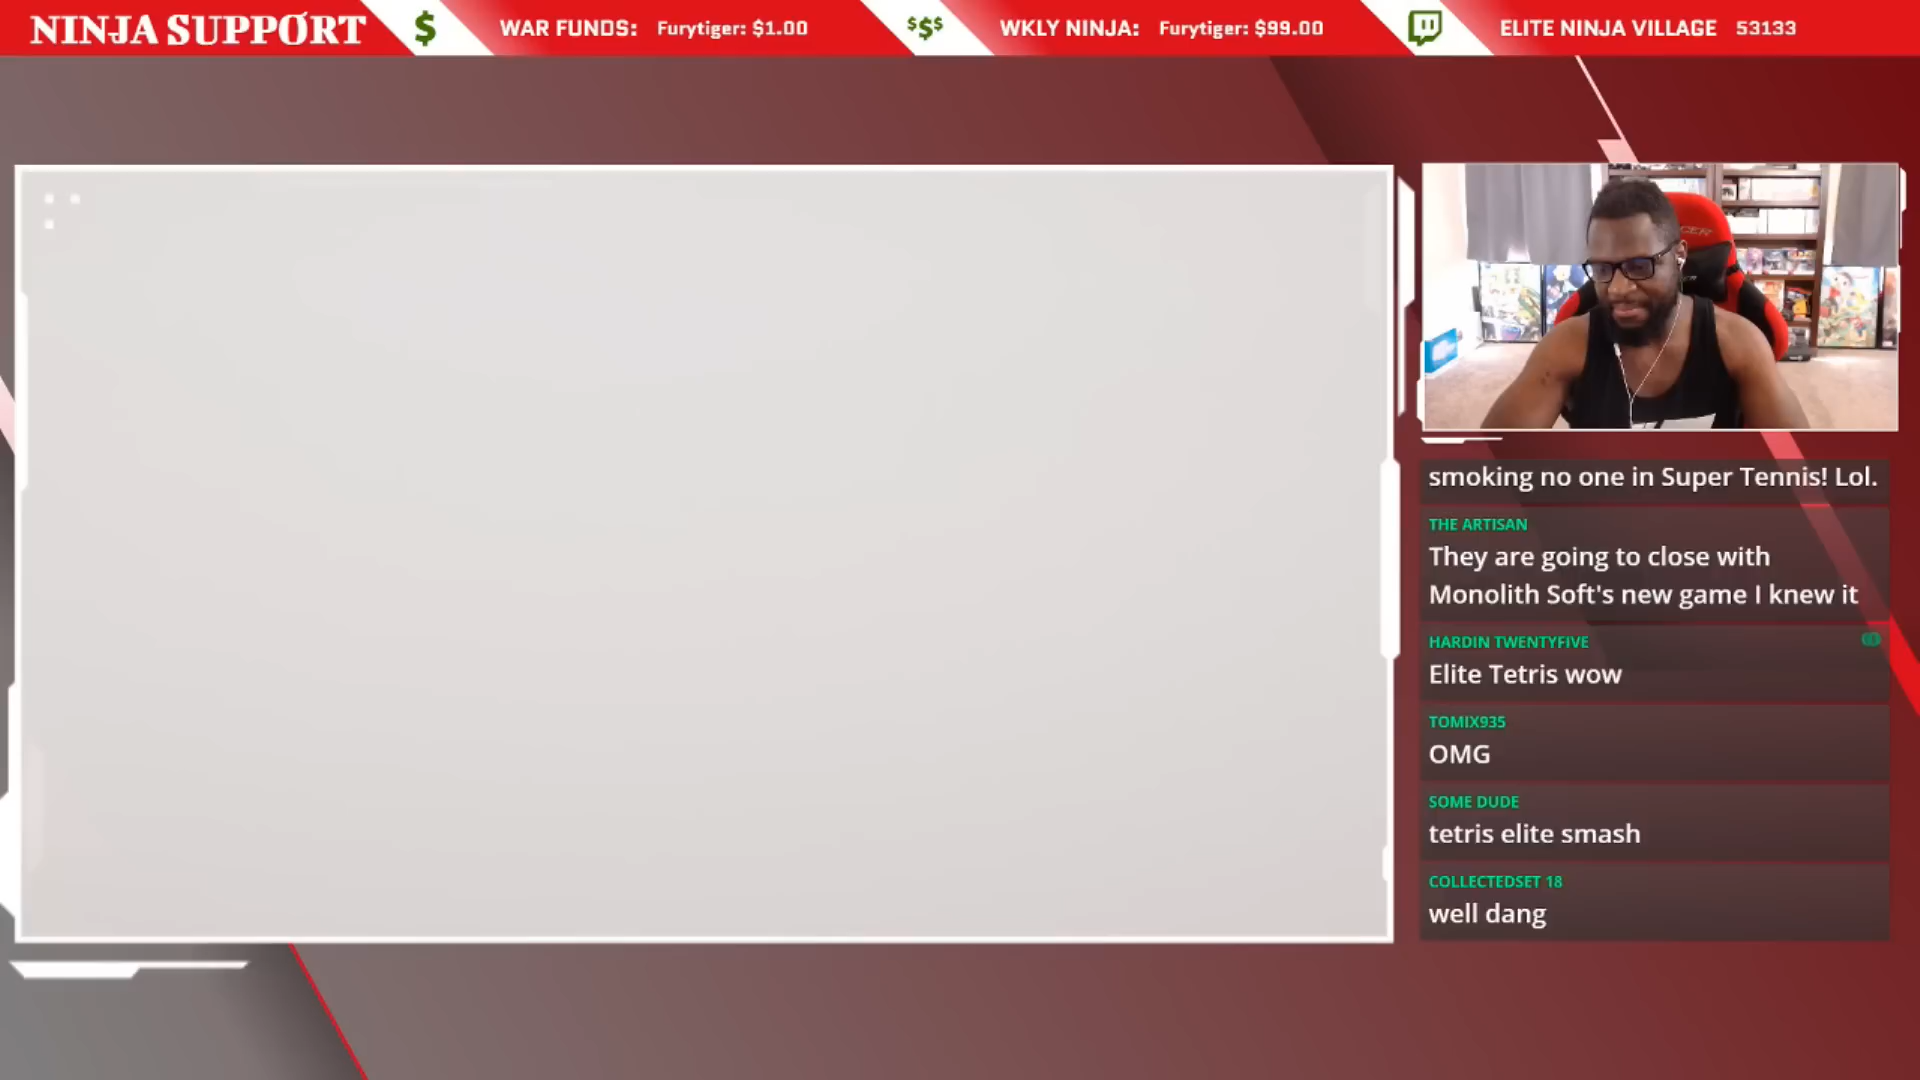 NINJA SUPPORT
$
WAR FUNDS: Furytiger: $1.00
$$$
WKLY NINJA: Furytiger: $99.00
ELITE NINJA VILLAGE 53133
smoking no one in Super Tennis! Lol.
THE ARTISAN
They are going to close with
Monolith Soft's new game I knew it
HARDIN TWENTYFIVE
Elite Tetris wow
TOMIX935
OMG
SOME DUDE
tetris elite smash
COLLECTEDSET 18
well dang